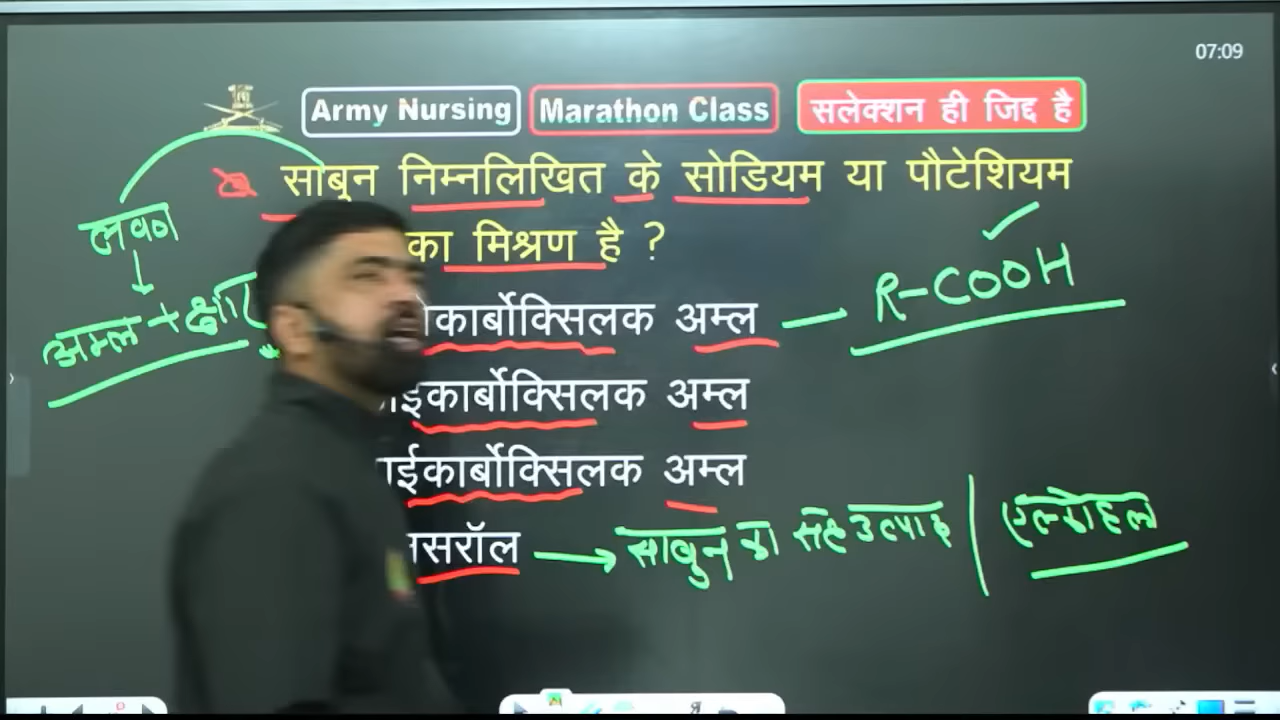 07:09
Army Nursing Marathon Class सलेक्शन ही जिद्द है
साबुन निम्नलिखित के सोडियम या पौटेशियम
का मिश्रण है ?
लवण
अम्ल + क्षार
कार्बोक्सिलक अम्ल — R-COOH
ाईकार्बोक्सिलक अम्ल
ाईकार्बोक्सिलक अम्ल
सरॉल → साबुन का सह उत्पाद | एल्कोहल